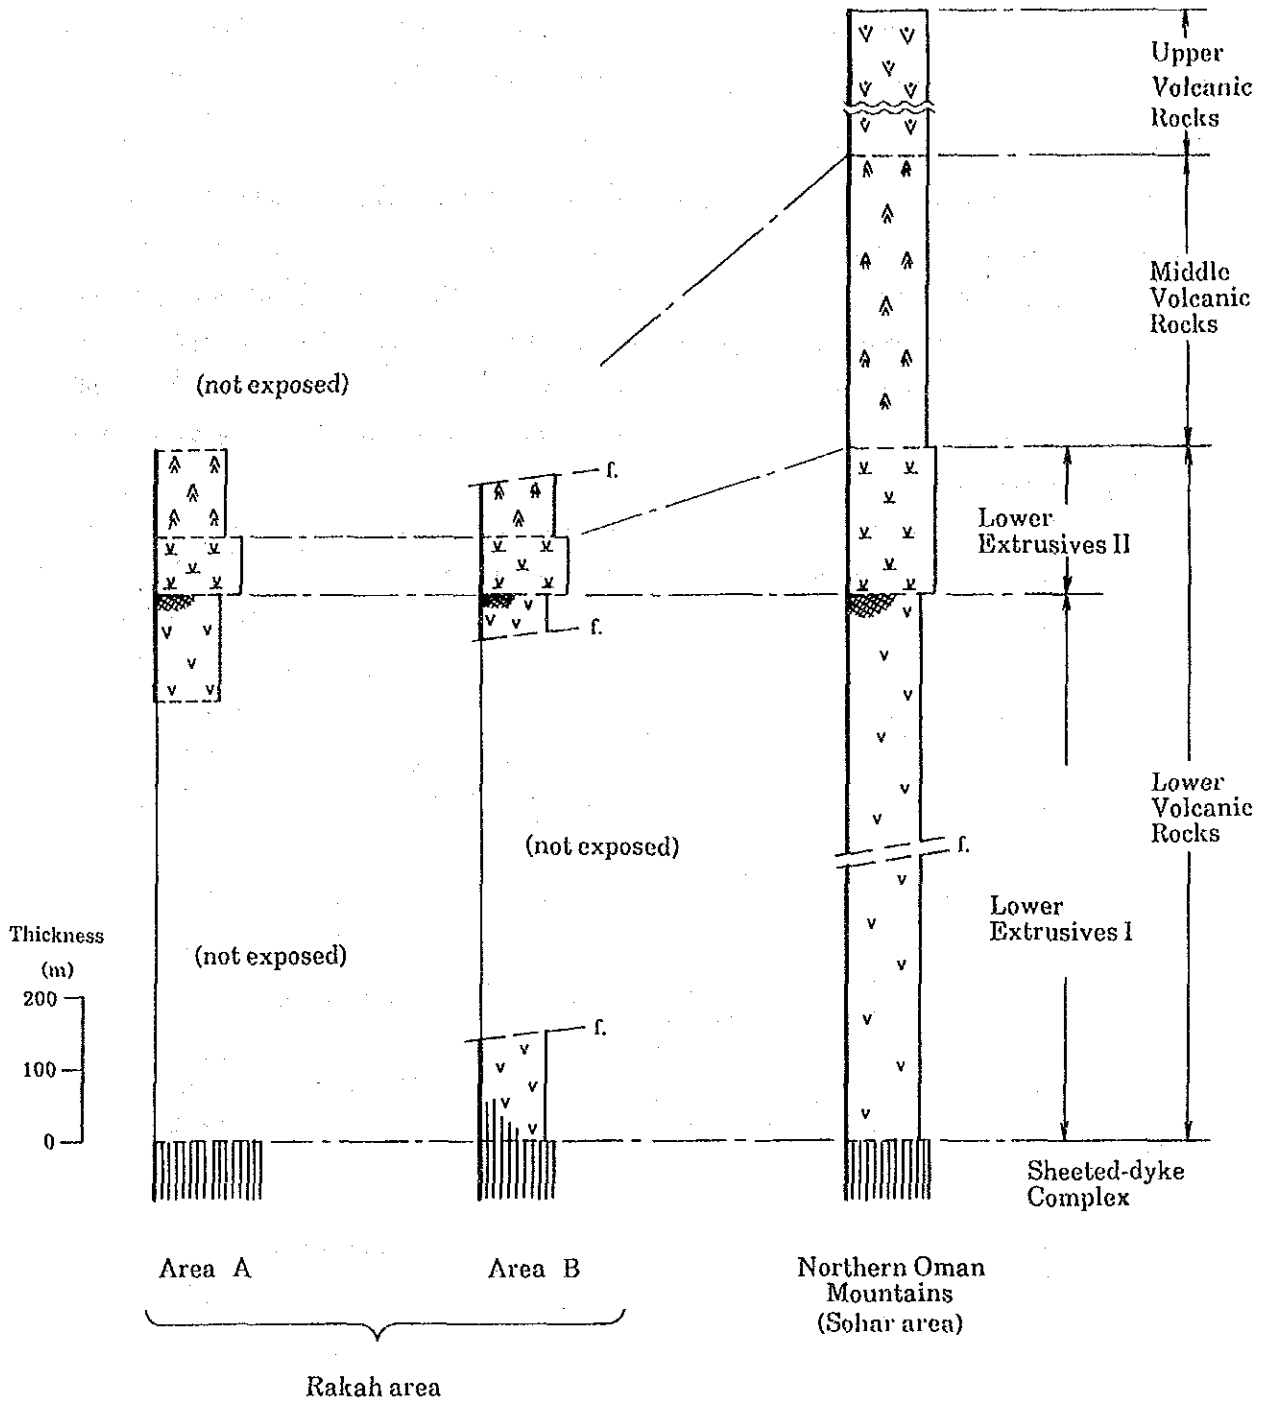 Upper
Volcanic
Rocks
Middle
Volcanic
Rocks
(not exposed)
f.
Lower
Extrusives II
f.
Lower
Volcanic
Rocks
f.
(not exposed)
Lower
Extrusives I
Thickness
(m)
(not exposed)
200
f.
100
0
Sheeted-dyke
Complex
Area A
Area B
Northern Oman
Mountains
(Sohar area)
Rakah area